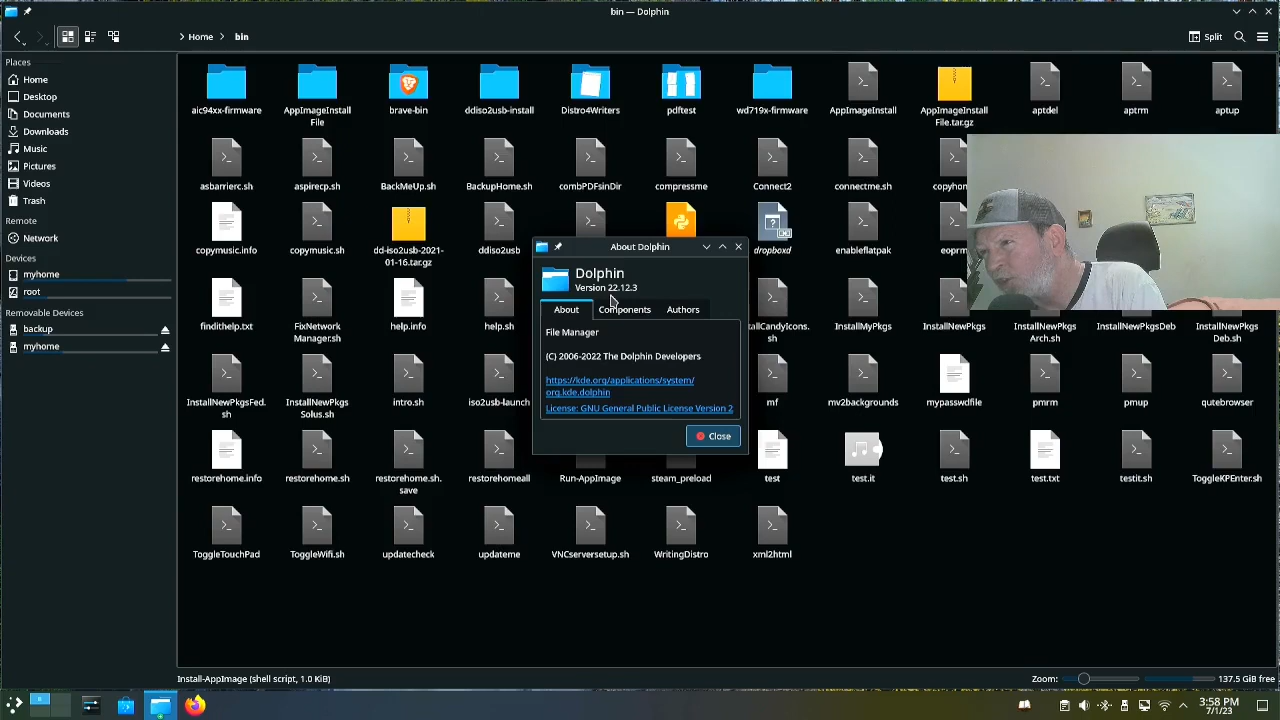 bin — Dolphin
Home
bin
Split
Places
Home
Desktop
Documents
Downloads
Music
Pictures
Videos
Trash
Remote
Network
Devices
myhome
root
Removable Devices
backup
myhome
aic94xx-firmware
AppImageInstall
File
brave-bin
ddiso2usb-install
Distro4Writers
pdftest
wd719x-firmware
AppImageInstall
AppImageInstall
File.tar.gz
aptdel
aptrm
aptup
asbarrierc.sh
aspirecp.sh
BackMeUp.sh
BackupHome.sh
combPDFsinDir
compressme
Connect2
connectme.sh
copyhom
copymusic.info
copymusic.sh
dd-iso2usb-2021-
01-16.tar.gz
ddiso2usb
dropboxd
enableflatpak
eoprm
findithelp.txt
FixNetwork
Manager.sh
help.info
help.sh
tallCandyIcons.
sh
InstallMyPkgs
InstallNewPkgs
InstallNewPkgs
Arch.sh
InstallNewPkgsDeb
InstallNewPkgs
Deb.sh
InstallNewPkgsFed.
sh
InstallNewPkgs
Solus.sh
intro.sh
iso2usb-launch
mf
mv2backgrounds
mypasswdfile
pmrm
pmup
qutebrowser
restorehome.info
restorehome.sh
restorehome.sh.
save
restorehomeall
Run-AppImage
steam_preload
test
test.it
test.sh
test.txt
testit.sh
ToggleKPEnter.sh
ToggleTouchPad
ToggleWifi.sh
updatecheck
updateme
VNCserversetup.sh
WritingDistro
xml2html
About Dolphin
Dolphin
Version 22.12.3
About
Components
Authors
File Manager
(C) 2006-2022 The Dolphin Developers
https://kde.org/applications/system/
org.kde.dolphin
License: GNU General Public License Version 2
Close
Install-AppImage (shell script, 1.0 KiB)
Zoom:
137.5 GiB free
3:58 PM
7/1/23